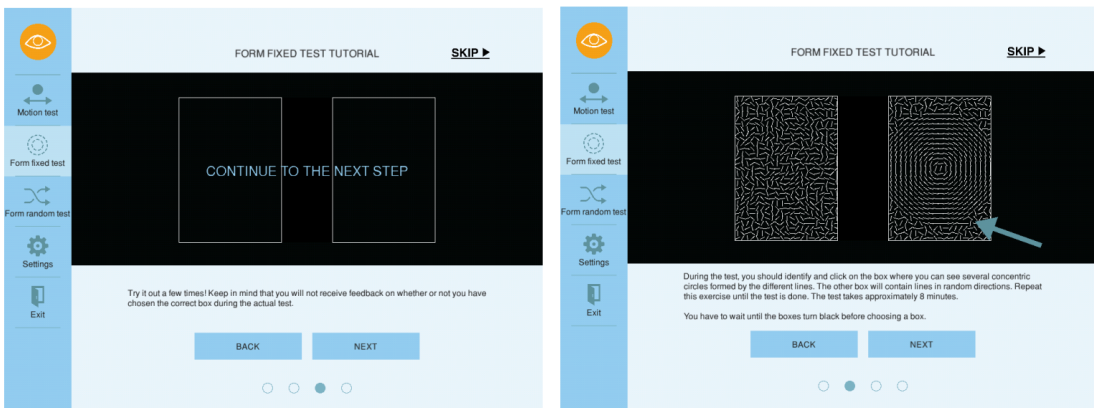 FORM FIXED TEST TUTORIAL
SKIP
Motion test
Form fixed test
Form random test
Settings
Exit
CONTINUE TO THE NEXT STEP
Try it out a few times! Keep in mind that you will not receive feedback on whether or not you have
chosen the correct box during the actual test.
BACK
NEXT
FORM FIXED TEST TUTORIAL
SKIP
Motion test
Form fixed test
Form random test
Settings
Exit
During the test, you should identify and click on the box where you can see several concentric
circles formed by the different lines. The other box will contain lines in random directions. Repeat
this exercise until the test is done. The test takes approximately 8 minutes.
You have to wait until the boxes turn black before choosing a box.
BACK
NEXT